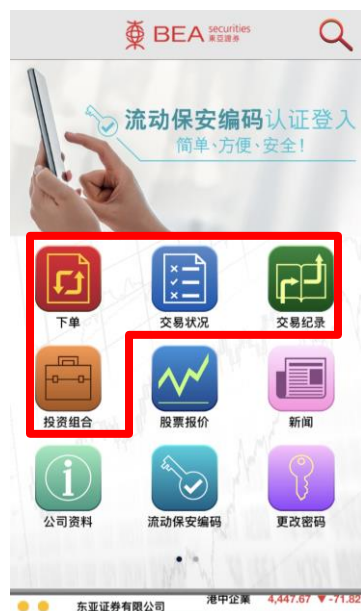 BEA securities
東亞證券
流动保安编码认证登入
简单、方便、安全！
下单 交易状况 交易纪录
投资组合 股票报价 新闻
公司资料 流动保安编码 更改密码
东亚证券有限公司 港中企業 4,447.67 ▼-71.82